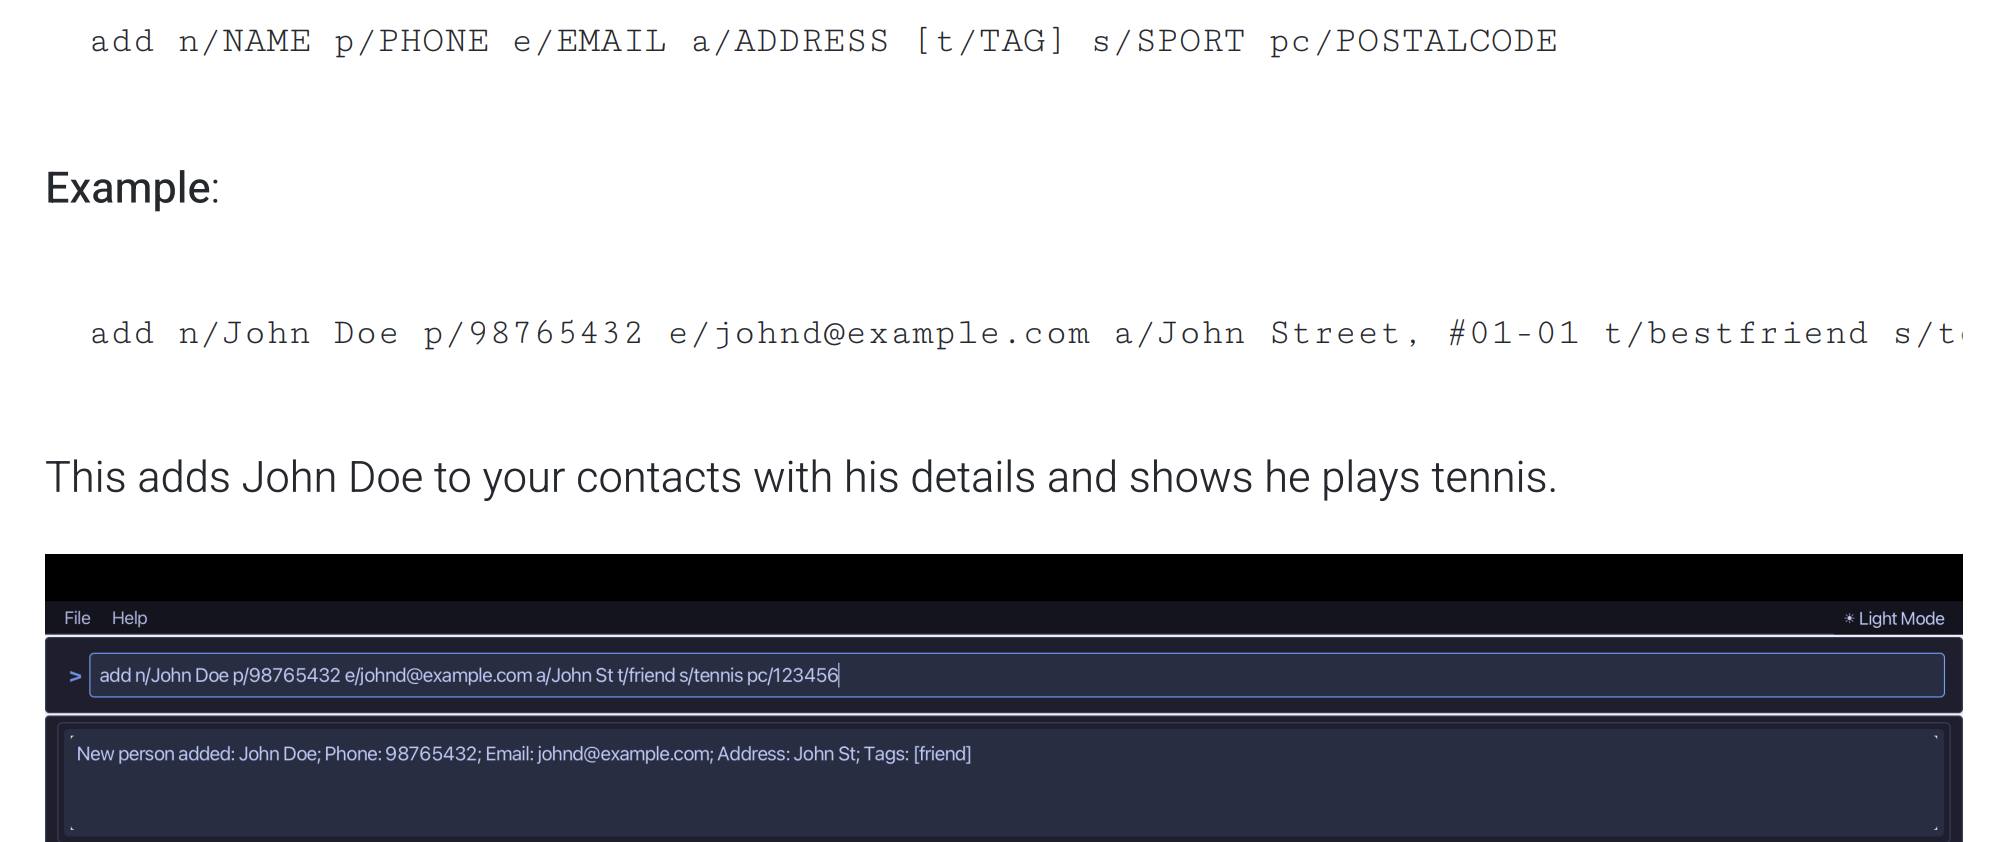 add n/NAME p/PHONE e/EMAIL a/ADDRESS [t/TAG] s/SPORT pc/POSTALCODE
Example:
add n/John Doe p/98765432 e/johnd@example.com a/John Street, #01-01 t/bestfriend
This adds John Doe to your contacts with his details and shows he plays tennis.
File Help ☀ Light Mode
> add n/John Doe p/98765432 e/johnd@example.com a/John St t/friend s/tennis pc/123456
New person added: John Doe; Phone: 98765432; Email: johnd@example.com; Address: John St; Tags: [friend]